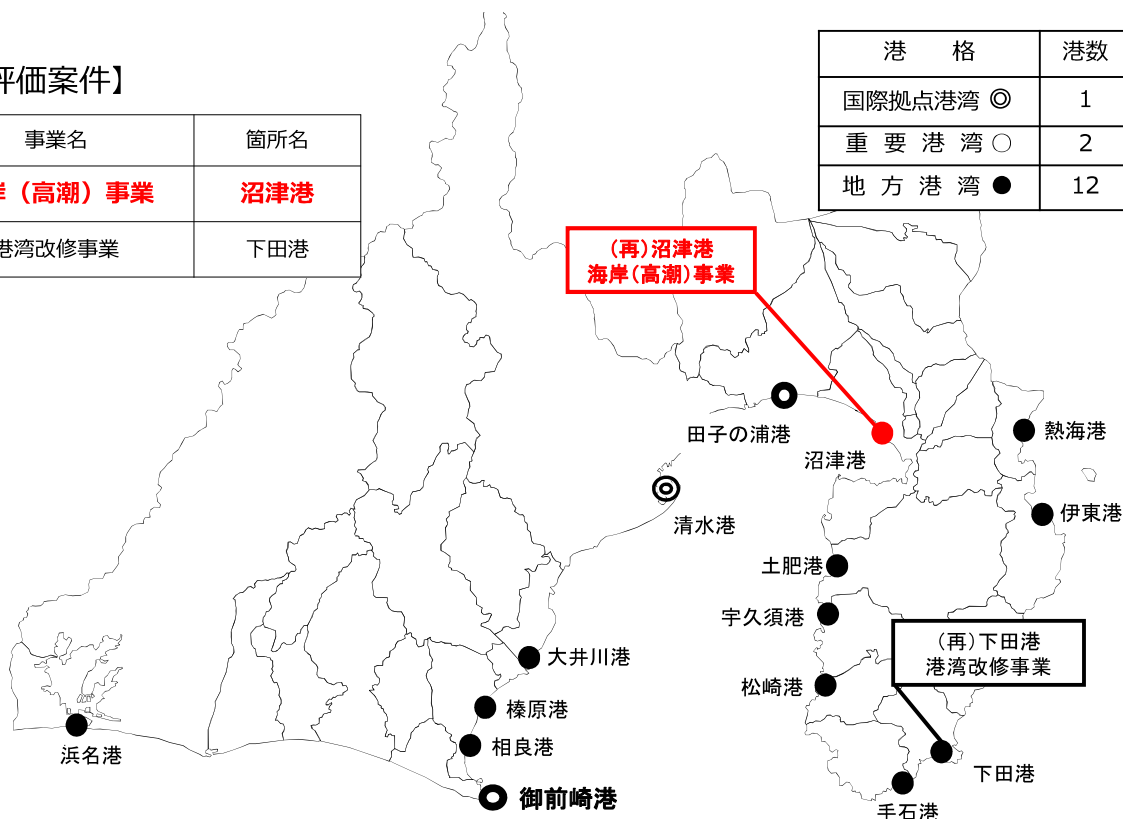 評価案件】
事業名 箇所名
岸（高潮）事業 沼津港
港湾改修事業 下田港
港　格 港数
国際拠点港湾 ◎ 1
重要港湾 ○ 2
地方港湾 ● 12
(再)沼津港
海岸(高潮)事業
田子の浦港
沼津港
熱海港
清水港
伊東港
土肥港
宇久須港
(再)下田港
港湾改修事業
大井川港
松崎港
榛原港
相良港
浜名港
下田港
御前崎港
手石港